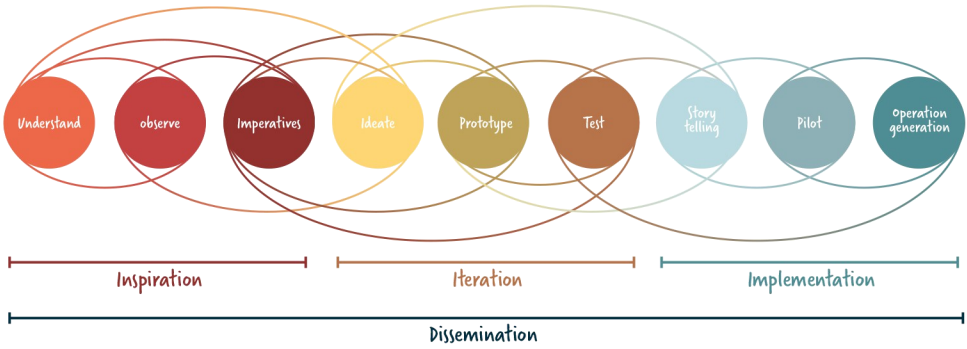 Understand
observe
Imperatives
Ideate
Prototype
Test
Story
telling
Pilot
Operation
generation
Inspiration
Iteration
Implementation
Dissemination